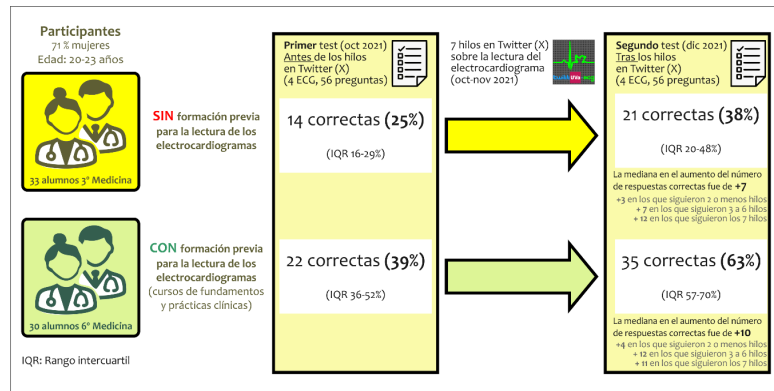 Participantes
71 % mujeres
Edad: 20-23 años
33 alumnos 3º Medicina
SIN formación previa
para la lectura de los
electrocardiogramas
Primer test (oct 2021)
Antes de los hilos
en Twitter (X)
(4 ECG, 56 preguntas)
14 correctas (25%)
(IQR 16-29%)
7 hilos en Twitter (X)
sobre la lectura del
electrocardiograma
(oct-nov 2021)
Segundo test (dic 2021)
Tras los hilos
en Twitter (X)
(4 ECG, 56 preguntas)
21 correctas (38%)
(IQR 20-48%)
La mediana en el aumento del número
de respuestas correctas fue de +7
+3 en los que siguieron 2 o menos hilos
+ 7 en los que siguieron 3 a 6 hilos
+ 12 en los que siguieron los 7 hilos
30 alumnos 6º Medicina
CON formación previa
para la lectura de los
electrocardiogramas
(cursos de fundamentos
y prácticas clínicas)
22 correctas (39%)
(IQR 36-52%)
35 correctas (63%)
(IQR 57-70%)
La mediana en el aumento del número
de respuestas correctas fue de +10
+4 en los que siguieron 2 o menos hilos
+ 12 en los que siguieron 3 a 6 hilos
+ 11 en los que siguieron los 7 hilos
IQR: Rango intercuartil